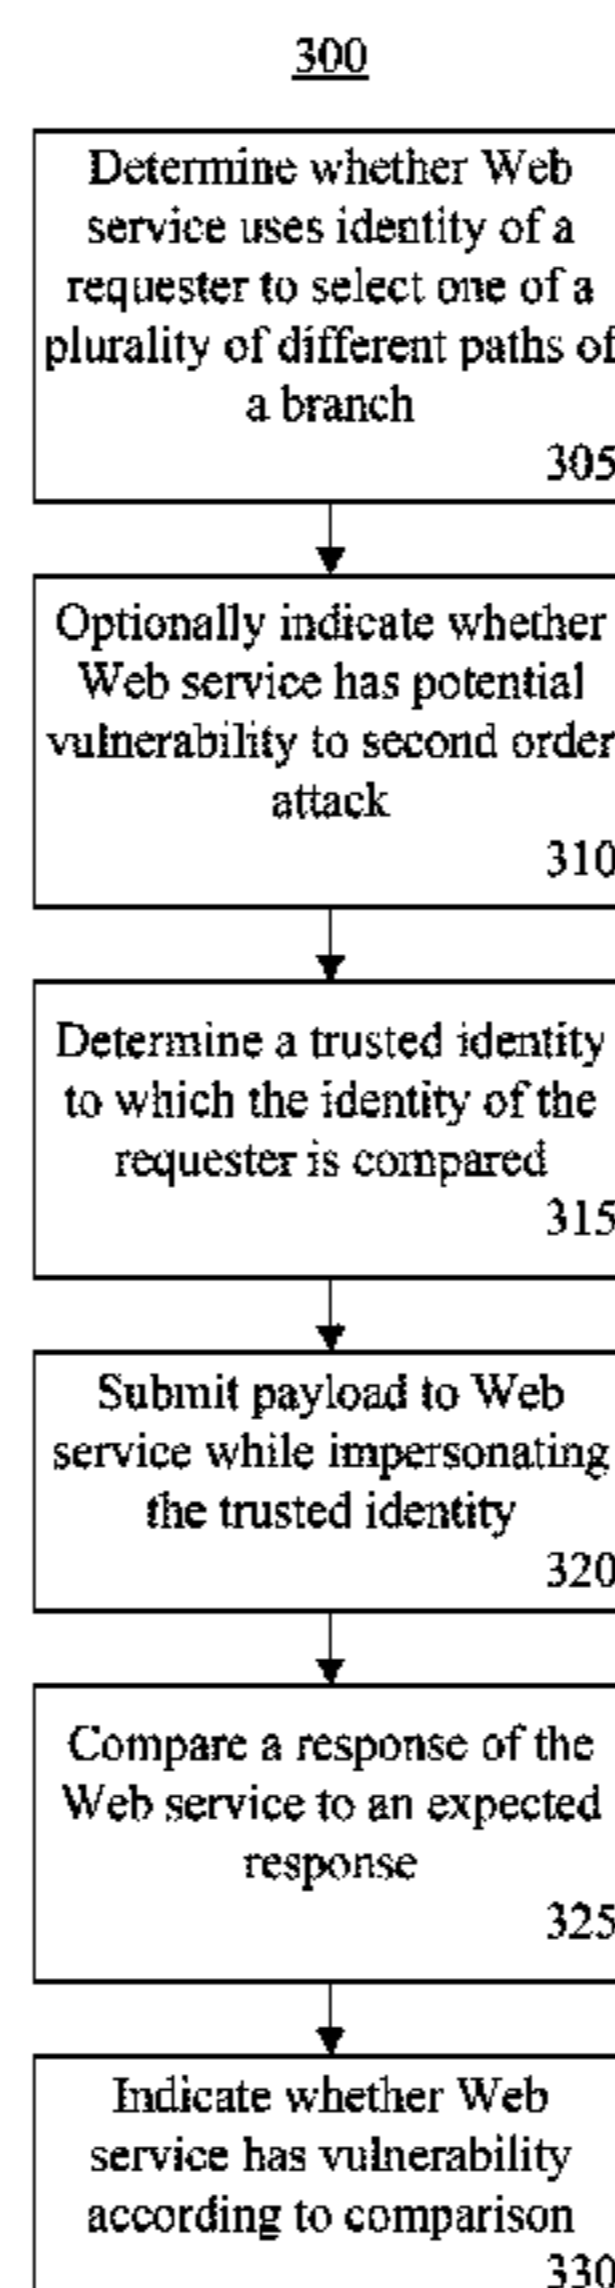 300
Determine whether Web
service uses identity of a
requester to select one of a
plurality of different paths of
a branch
305
Optionally indicate whether
Web service has potential
vulnerability to second order
attack
310
Determine a trusted identity
to which the identity of the
requester is compared
315
Submit payload to Web
service while impersonating
the trusted identity
320
Compare a response of the
Web service to an expected
response
325
Indicate whether Web
service has vulnerability
according to comparison
330